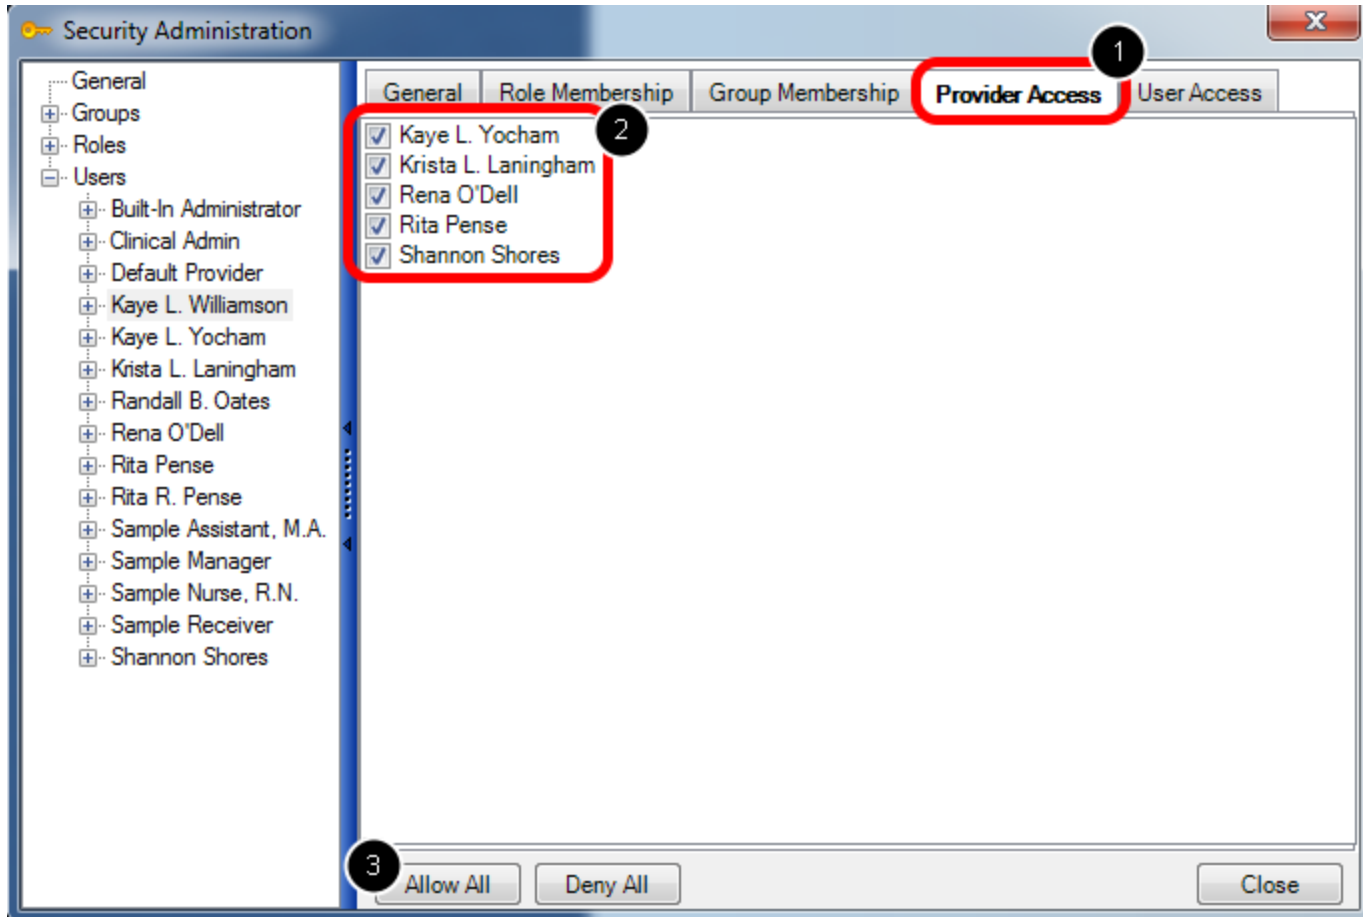 Security Administration
x
1
General
Groups
Roles
Users
Built-In Administrator
Clinical Admin
Default Provider
Kaye L. Williamson
Kaye L. Yocham
Krista L. Laningham
Randall B. Oates
Rena O'Dell
Rita Pense
Rita R. Pense
Sample Assistant, M.A.
Sample Manager
Sample Nurse, R.N.
Sample Receiver
Shannon Shores
General Role Membership Group Membership Provider Access User Access
2
Kaye L. Yocham
Krista L. Laningham
Rena O'Dell
Rita Pense
Shannon Shores
3
Allow All Deny All Close